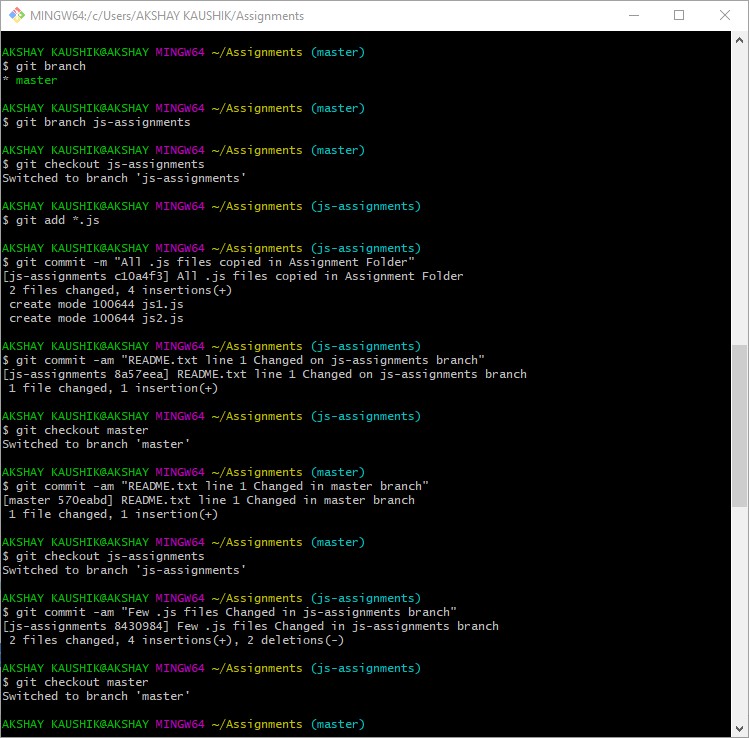 MINGW64:/c/Users/AKSHAY KAUSHIK/Assignments
AKSHAY KAUSHIK@AKSHAY MINGW64 ~/Assignments (master)
$ git branch
* master
AKSHAY KAUSHIK@AKSHAY MINGW64 ~/Assignments (master)
$ git branch js-assignments
AKSHAY KAUSHIK@AKSHAY MINGW64 ~/Assignments (master)
$ git checkout js-assignments
Switched to branch 'js-assignments'
AKSHAY KAUSHIK@AKSHAY MINGW64 ~/Assignments (js-assignments)
$ git add *.js
AKSHAY KAUSHIK@AKSHAY MINGW64 ~/Assignments (js-assignments)
$ git commit -m "All .js files copied in Assignment Folder"
[js-assignments c10a4f3] All .js files copied in Assignment Folder
 2 files changed, 4 insertions(+)
 create mode 100644 js1.js
 create mode 100644 js2.js
AKSHAY KAUSHIK@AKSHAY MINGW64 ~/Assignments (js-assignments)
$ git commit -am "README.txt line 1 Changed on js-assignments branch"
[js-assignments 8a57eea] README.txt line 1 Changed on js-assignments branch
 1 file changed, 1 insertion(+)
AKSHAY KAUSHIK@AKSHAY MINGW64 ~/Assignments (js-assignments)
$ git checkout master
Switched to branch 'master'
AKSHAY KAUSHIK@AKSHAY MINGW64 ~/Assignments (master)
$ git commit -am "README.txt line 1 Changed in master branch"
[master 570eabd] README.txt line 1 Changed in master branch
 1 file changed, 1 insertion(+)
AKSHAY KAUSHIK@AKSHAY MINGW64 ~/Assignments (master)
$ git checkout js-assignments
Switched to branch 'js-assignments'
AKSHAY KAUSHIK@AKSHAY MINGW64 ~/Assignments (js-assignments)
$ git commit -am "Few .js files Changed in js-assignments branch"
[js-assignments 8430984] Few .js files Changed in js-assignments branch
 2 files changed, 4 insertions(+), 2 deletions(-)
AKSHAY KAUSHIK@AKSHAY MINGW64 ~/Assignments (js-assignments)
$ git checkout master
Switched to branch 'master'
AKSHAY KAUSHIK@AKSHAY MINGW64 ~/Assignments (master)